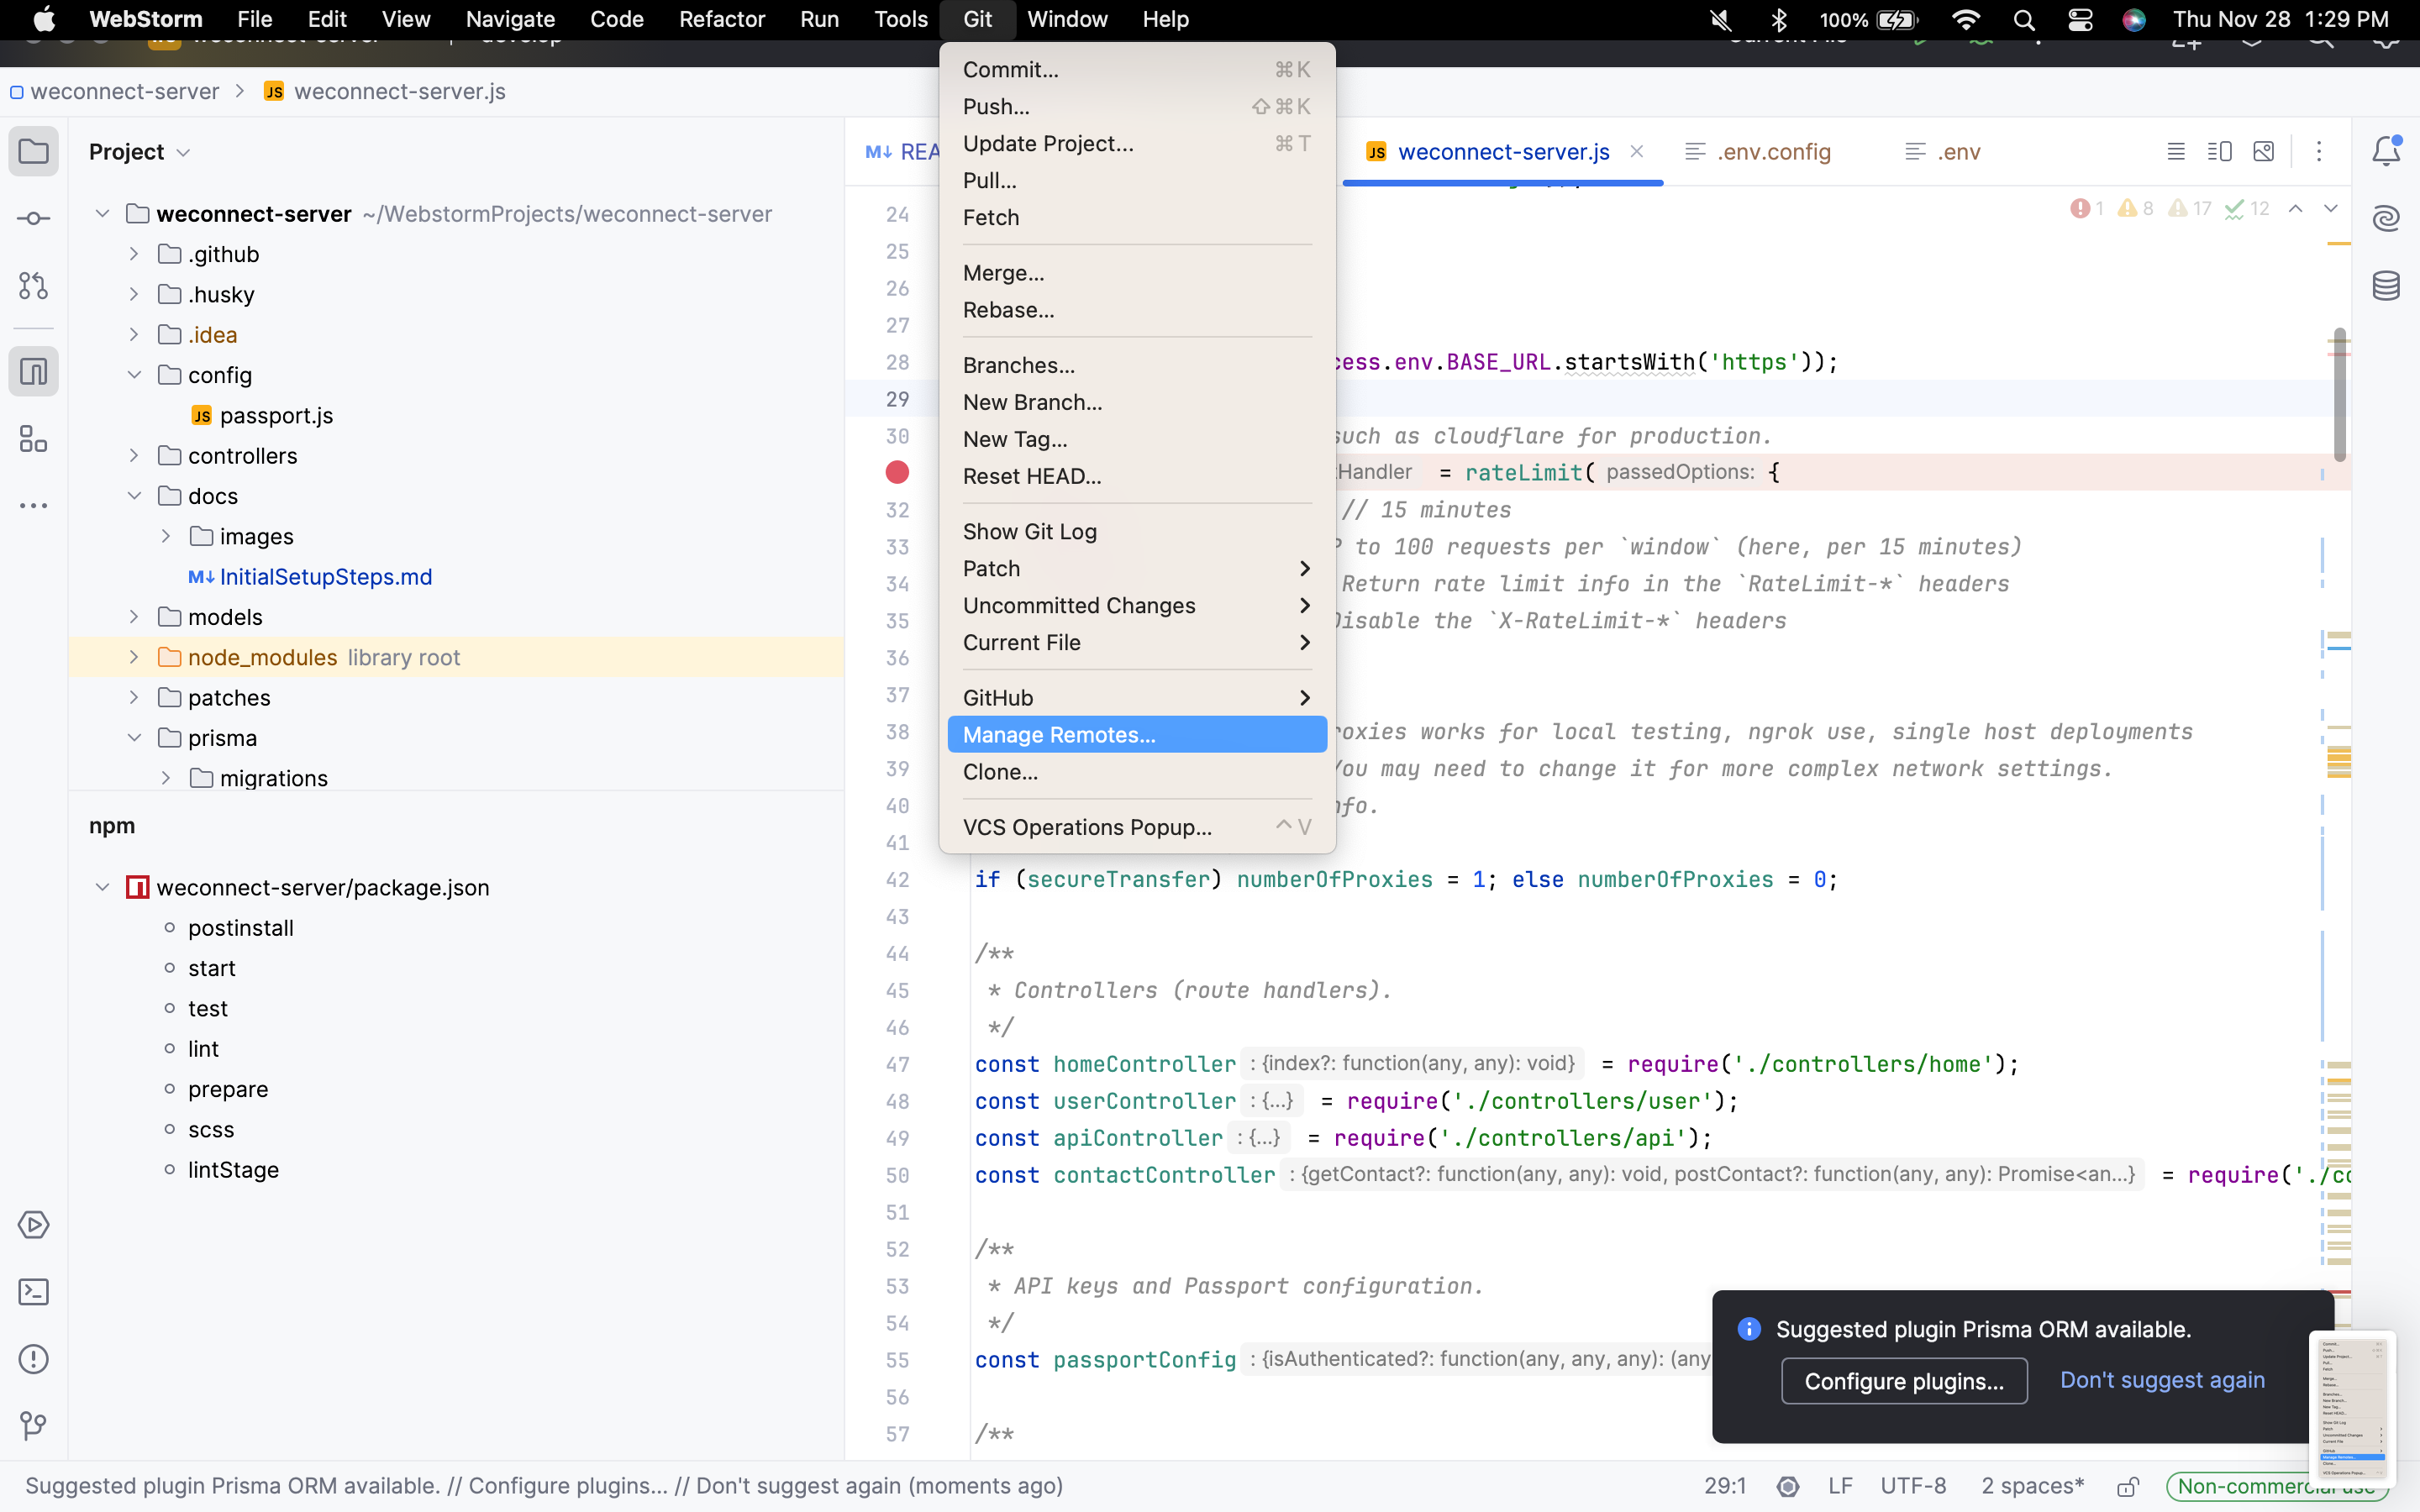 WebStorm File Edit View Navigate Code Refactor Run Tools Git Window Help 100% Thu Nov 28 1:29 PM
weconnect-server develop Current File
weconnect-server > JS weconnect-server.js
Project
weconnect-server ~/WebstormProjects/weconnect-server
.github
.husky
.idea
config
JS passport.js
controllers
docs
images
M↓ InitialSetupSteps.md
models
node_modules library root
patches
prisma
migrations
npm
weconnect-server/package.json
postinstall
start
test
lint
prepare
scss
lintStage
Commit... ⌘K
Push... ⇧⌘K
Update Project... ⌘T
Pull...
Fetch
Merge...
Rebase...
Branches...
New Branch...
New Tag...
Reset HEAD...
Show Git Log
Patch
Uncommitted Changes
Current File
GitHub
Manage Remotes...
Clone...
VCS Operations Popup... ^V
M↓ REA JS weconnect-server.js .env.config .env
1 8 17 12
24
25
26
27
28 cess.env.BASE_URL.startsWith('https'));
29
30 such as cloudflare for production.
tHandler = rateLimit( passedOptions: {
32 // 15 minutes
33 P to 100 requests per `window` (here, per 15 minutes)
34 Return rate limit info in the `RateLimit-*` headers
35 Disable the `X-RateLimit-*` headers
36
37
38 roxies works for local testing, ngrok use, single host deployments
39 you may need to change it for more complex network settings.
40 nfo.
41
42 if (secureTransfer) numberOfProxies = 1; else numberOfProxies = 0;
43
44 /**
45 * Controllers (route handlers).
46 */
47 const homeController : {index?: function(any, any): void} = require('./controllers/home');
48 const userController : {...} = require('./controllers/user');
49 const apiController : {...} = require('./controllers/api');
50 const contactController : {getContact?: function(any, any): void, postContact?: function(any, any): Promise<an...} = require('./co
51
52 /**
53 * API keys and Passport configuration.
54 */
55 const passportConfig : {isAuthenticated?: function(any, any, any): (any
56
57 /**
Suggested plugin Prisma ORM available.
Configure plugins... Don't suggest again
Suggested plugin Prisma ORM available. // Configure plugins... // Don't suggest again (moments ago)
29:1 LF UTF-8 2 spaces* Non-commercial use